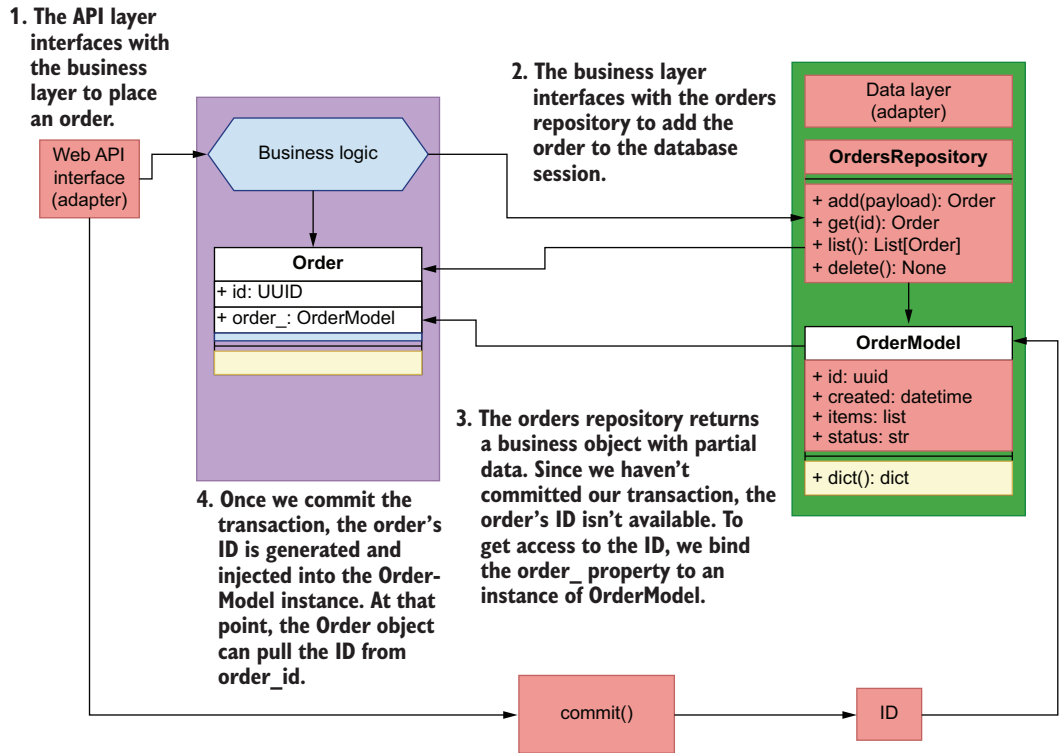 1. The API layer
interfaces with
the business
layer to place
an order.
2. The business layer
interfaces with the orders
repository to add the
order to the database
session.
Data layer
(adapter)
Web API
interface
(adapter)
Business logic
OrdersRepository
+ add(payload): Order
+ get(id): Order
+ list(): List[Order]
+ delete(): None
Order
+ id: UUID
+ order_: OrderModel
OrderModel
+ id: uuid
+ created: datetime
+ items: list
+ status: str
+ dict(): dict
3. The orders repository returns
a business object with partial
data. Since we haven’t
committed our transaction, the
order’s ID isn’t available. To
get access to the ID, we bind
the order_ property to an
instance of OrderModel.
4. Once we commit the
transaction, the order’s
ID is generated and
injected into the Order-
Model instance. At that
point, the Order object
can pull the ID from
order_id.
commit()
ID